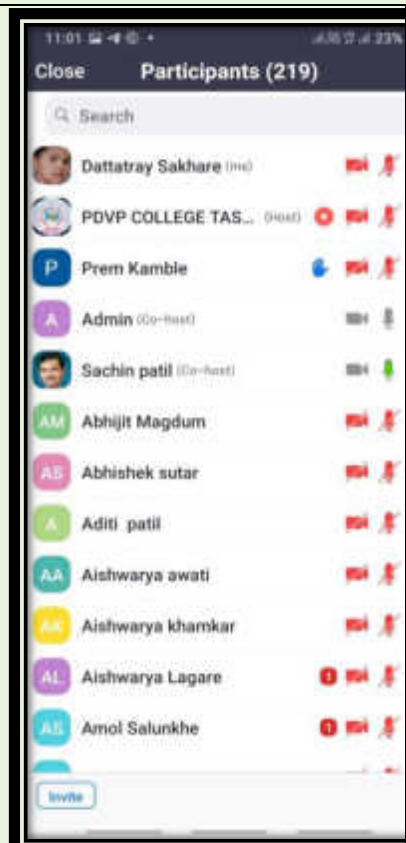 11:01 23%
Close Participants (219)
Search
Dattatray Sakhare (me)
PDVP COLLEGE TAS... (Host)
P Prem Kamble
A Admin (Co-host)
Sachin patil (Co-host)
AM Abhijit Magdum
AS Abhishek sutar
A Aditi patil
AA Aishwarya awati
AK Aishwarya khamkar
AL Aishwarya Lagare
AS Amol Salunkhe
Invite